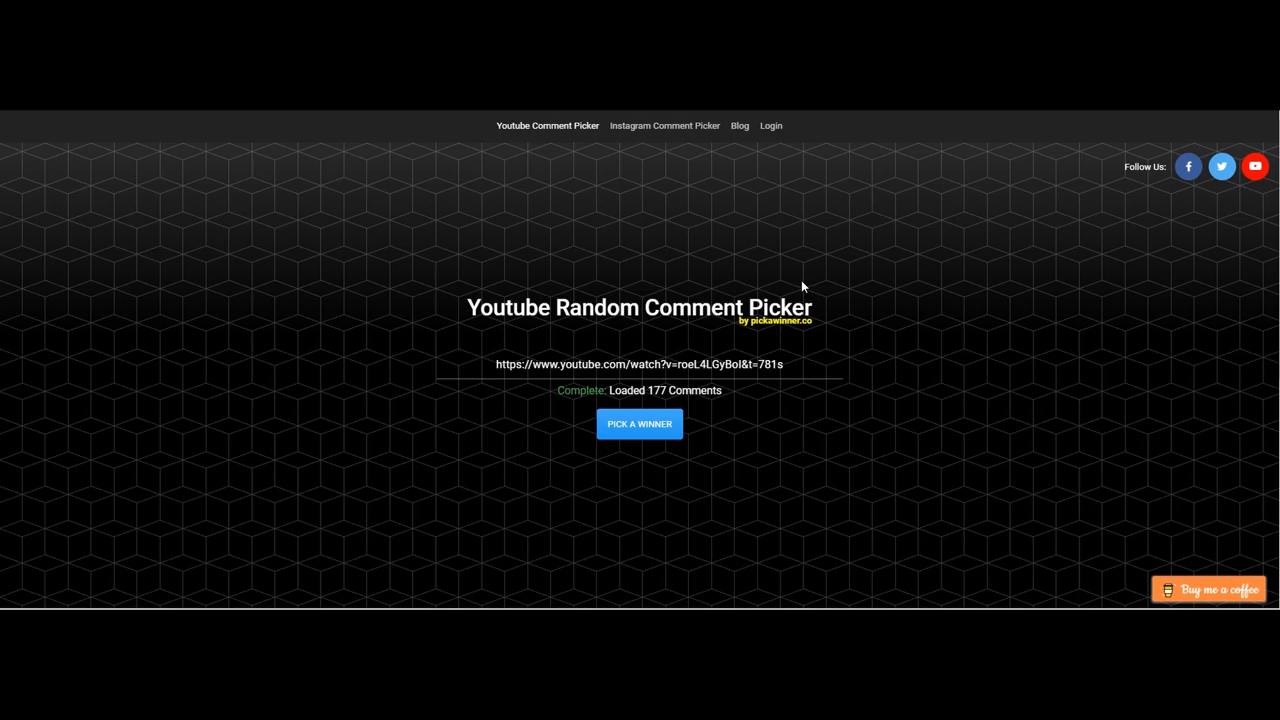 Youtube Comment Picker Instagram Comment Picker Blog Login
Follow Us:
Youtube Random Comment Picker
by pickawinner.co
https://www.youtube.com/watch?v=roeL4LGyBoI&t=781s
Complete: Loaded 177 Comments
PICK A WINNER
Buy me a coffee